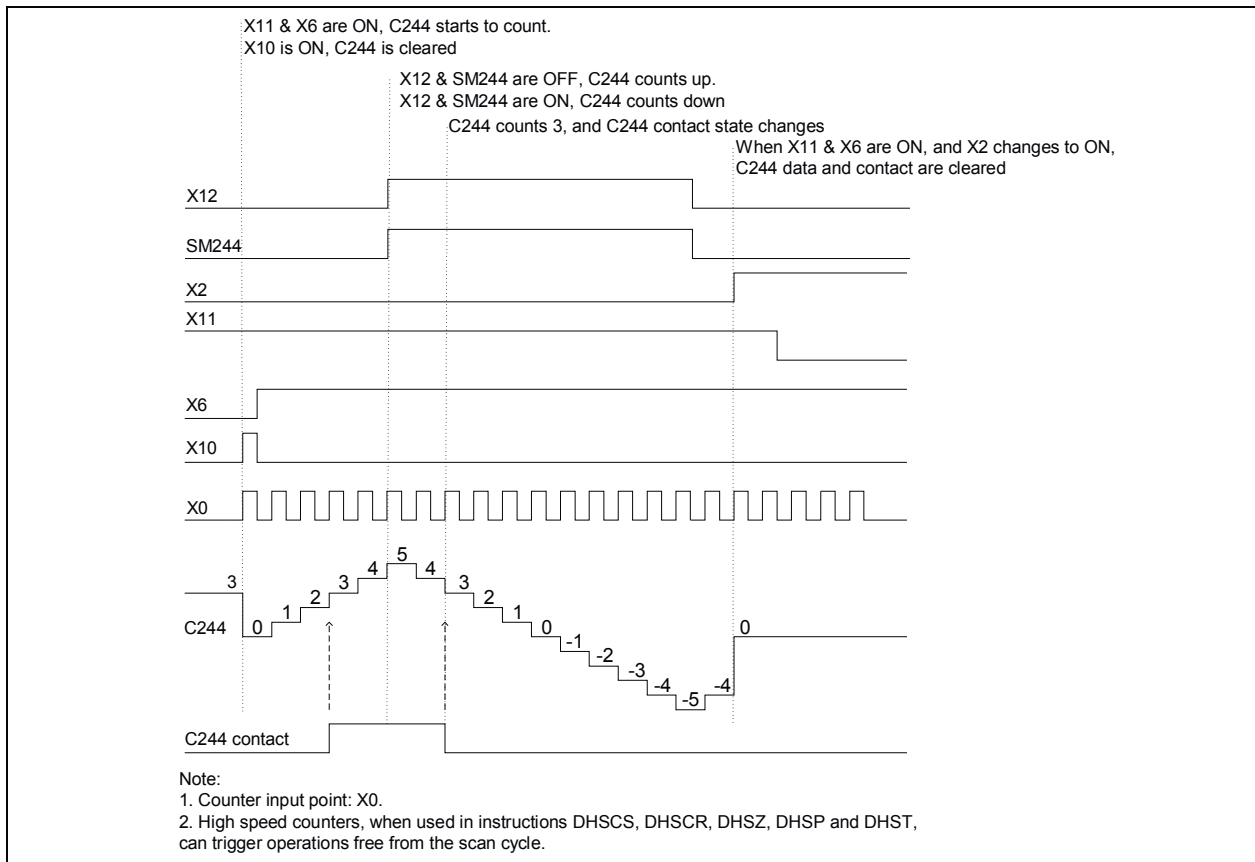 X11 & X6 are ON, C244 starts to count.
X10 is ON, C244 is cleared
X12 & SM244 are OFF, C244 counts up.
X12 & SM244 are ON, C244 counts down
C244 counts 3, and C244 contact state changes
When X11 & X6 are ON, and X2 changes to ON,
C244 data and contact are cleared
X12
SM244
X2
X11
X6
X10
X0
3
0
1
2
3
4
5
4
3
2
1
0
-1
-2
-3
-4
-5
-4
0
C244
C244 contact
Note:
1. Counter input point: X0.
2. High speed counters, when used in instructions DHSCS, DHSCR, DHSZ, DHSP and DHST,
can trigger operations free from the scan cycle.